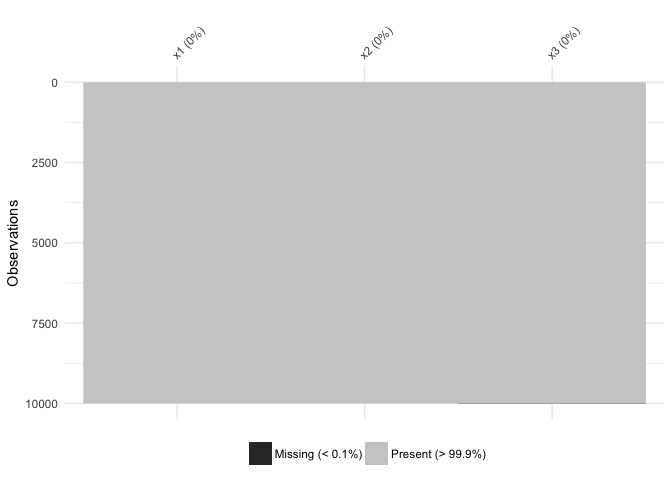 x1 (0%)
x2 (0%)
x3 (0%)
0
2500
5000
7500
10000
Observations
Missing (< 0.1%)
Present (> 99.9%)